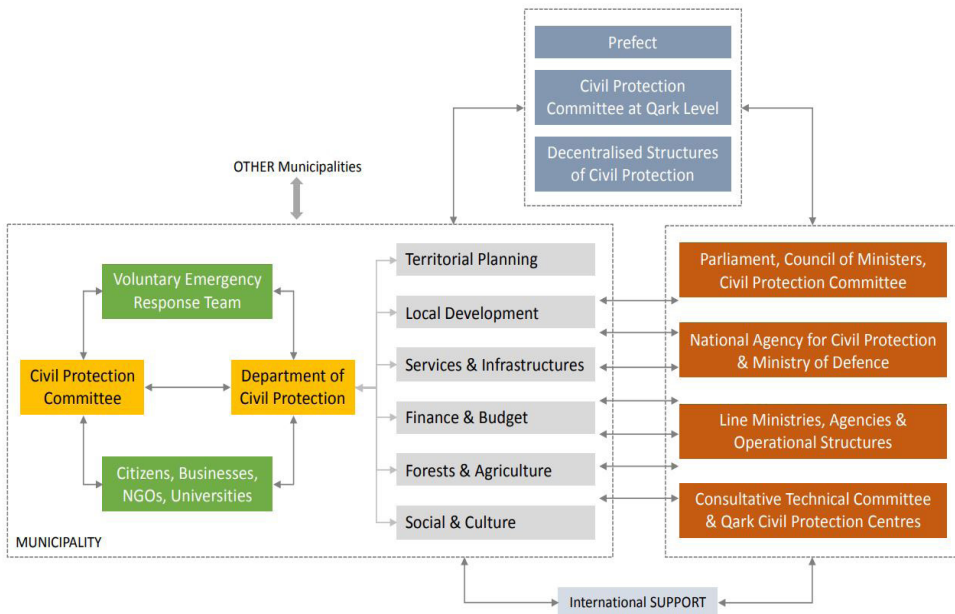 Prefect
Civil Protection
Committee at Qark Level
Decentralised Structures
of Civil Protection
OTHER Municipalities
Voluntary Emergency
Response Team
Civil Protection
Committee
Department of
Civil Protection
Citizens, Businesses,
NGOs, Universities
MUNICIPALITY
Territorial Planning
Local Development
Services & Infrastructures
Finance & Budget
Forests & Agriculture
Social & Culture
Parliament, Council of Ministers,
Civil Protection Committee
National Agency for Civil Protection
& Ministry of Defence
Line Ministries, Agencies &
Operational Structures
Consultative Technical Committee
& Qark Civil Protection Centres
International SUPPORT